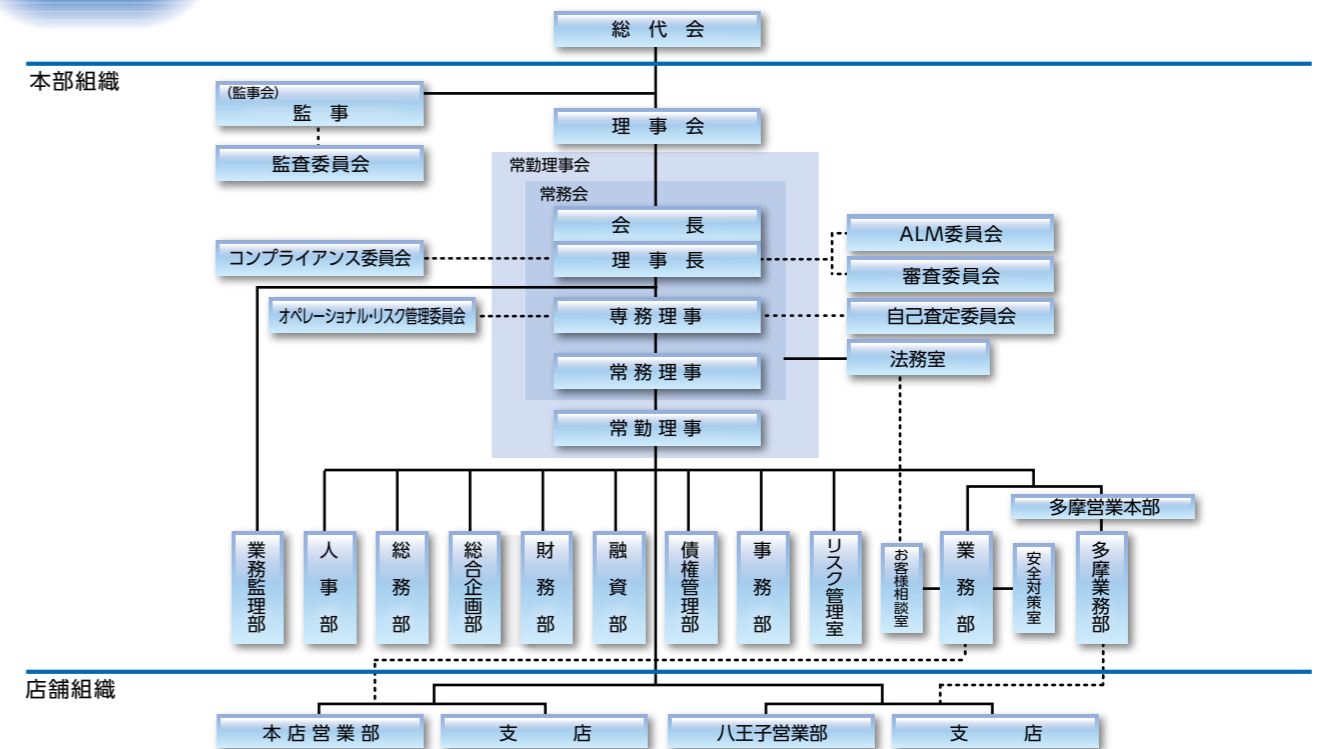 総代会
本部組織
(監事会)
監事
理事会
監査委員会
常勤理事会
常務会
会長
ALM委員会
コンプライアンス委員会
理事長
審査委員会
オペレーショナル・リスク管理委員会
専務理事
自己査定委員会
法務室
常務理事
常勤理事
多摩営業本部
業務監理部
人事部
総務部
総合企画部
財務部
融資部
債権管理部
事務部
リスク管理室
お客様相談室
業務部
安全対策室
多摩業務部
店舗組織
本店営業部
支店
八王子営業部
支店